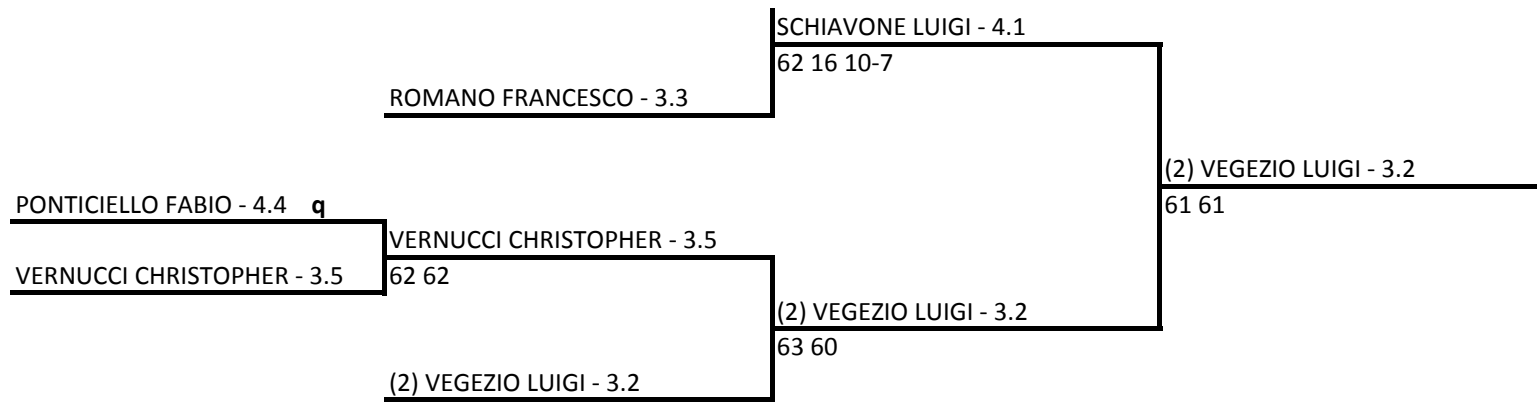 SCHIAVONE LUIGI - 4.1
62 16 10-7
ROMANO FRANCESCO - 3.3
(2) VEGEZIO LUIGI - 3.2
61 61
PONTICIELLO FABIO - 4.4 q
VERNUCCI CHRISTOPHER - 3.5
VERNUCCI CHRISTOPHER - 3.5
62 62
(2) VEGEZIO LUIGI - 3.2
63 60
(2) VEGEZIO LUIGI - 3.2